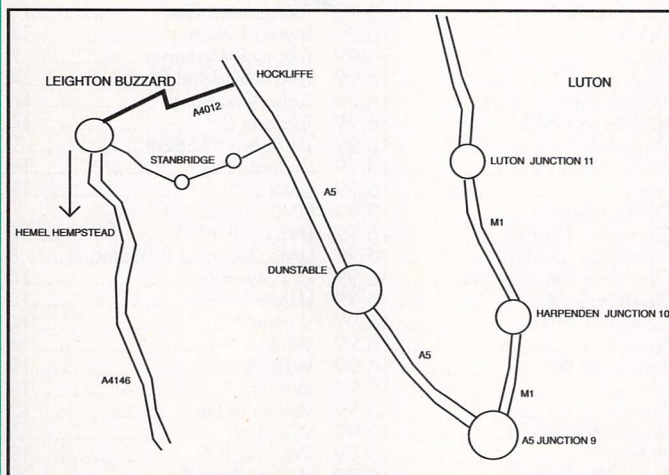 HOCKLIFFE
LEIGHTON BUZZARD
LUTON
A4012
STANBRIDGE
LUTON JUNCTION 11
A5
M1
HEMEL HEMPSTEAD
DUNSTABLE
HARPENDEN JUNCTION 10
A5
A4146
M1
A5 JUNCTION 9